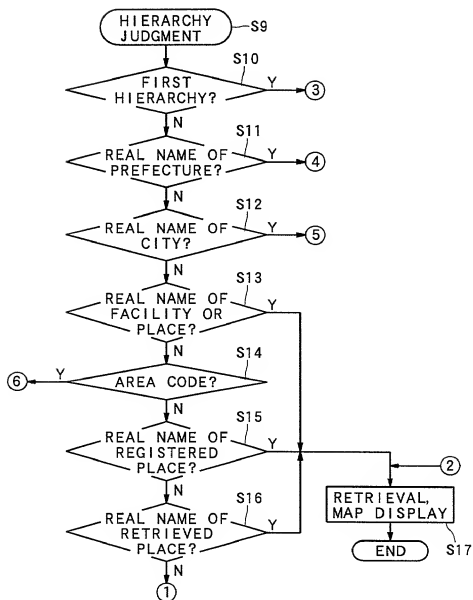 HIERARCHY
JUDGMENT
S9
S10
FIRST
HIERARCHY?
Y
3
N
S11
REAL NAME OF
PREFECTURE?
Y
4
N
S12
REAL NAME OF
CITY?
Y
5
N
S13
REAL NAME OF
FACILITY OR
PLACE?
Y
N
S14
6
Y
AREA CODE?
N
S15
REAL NAME OF
REGISTERED
PLACE?
Y
2
N
S16
REAL NAME OF
RETRIEVED
PLACE?
Y
N
1
RETRIEVAL,
MAP DISPLAY
S17
END